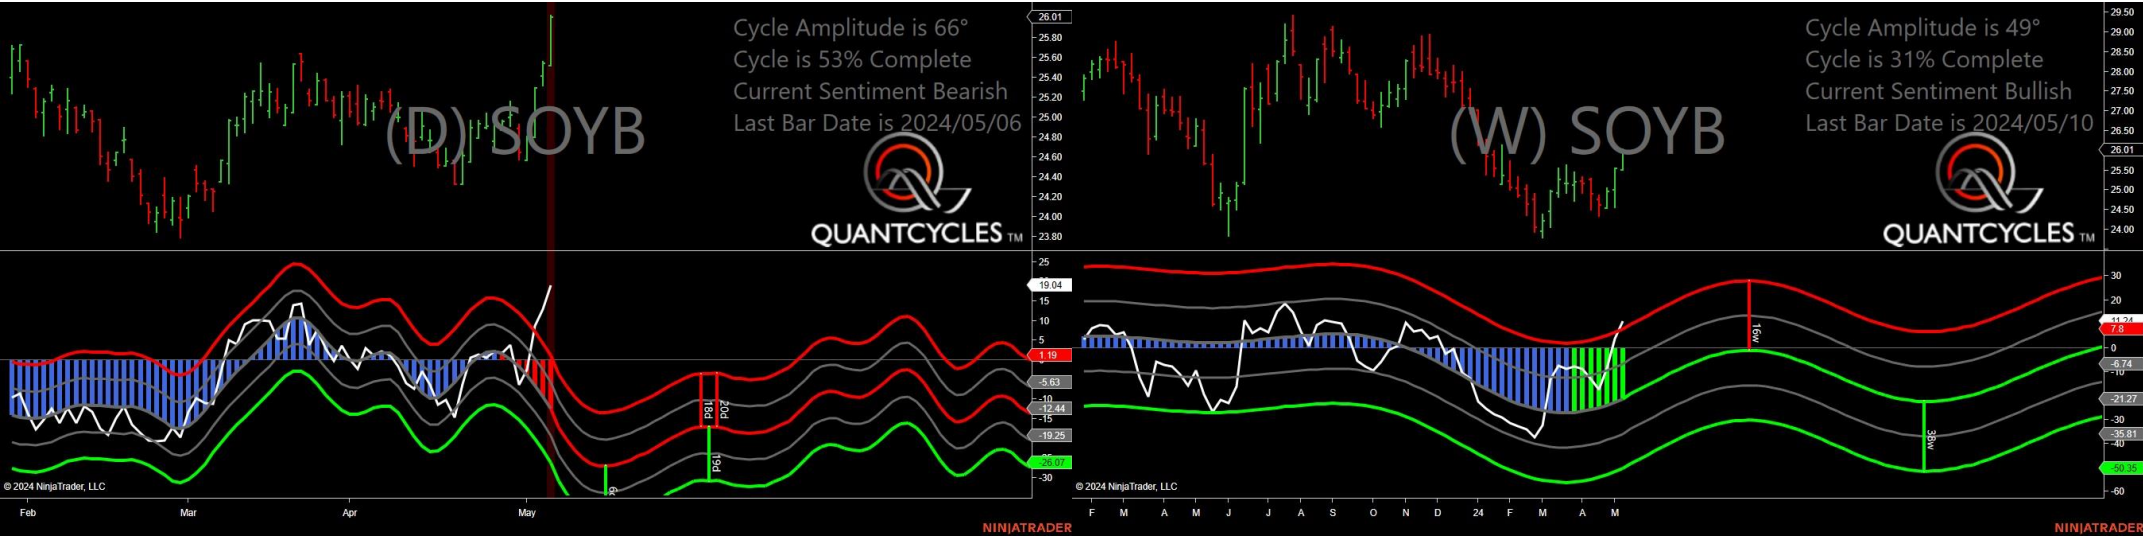 Cycle Amplitude is 66°
Cycle is 53% Complete
Current Sentiment Bearish
Last Bar Date is 2024/05/06
(D) SOYB
QUANTCYCLES TM
26.01
25.80
25.60
25.40
25.20
25.00
24.80
24.60
24.40
24.20
24.00
23.80
25
19.04
15
10
5
1.19
-5.63
-10
-12.44
-15
-19.25
-25
-26.07
-30
18d
20d
19d
© 2024 NinjaTrader, LLC
Feb
Mar
Apr
May
NINJATRADER
Cycle Amplitude is 49°
Cycle is 31% Complete
Current Sentiment Bullish
Last Bar Date is 2024/05/10
(W) SOYB
QUANTCYCLES TM
29.50
29.00
28.50
28.00
27.50
27.00
26.50
26.01
25.50
25.00
24.50
24.00
30
20
7.8
0
-6.74
-10
-21.27
-30
-35.81
-40
-50.35
-60
16w
38w
© 2024 NinjaTrader, LLC
F M A M J J A S O N D 24 F M A M
NINJATRADER